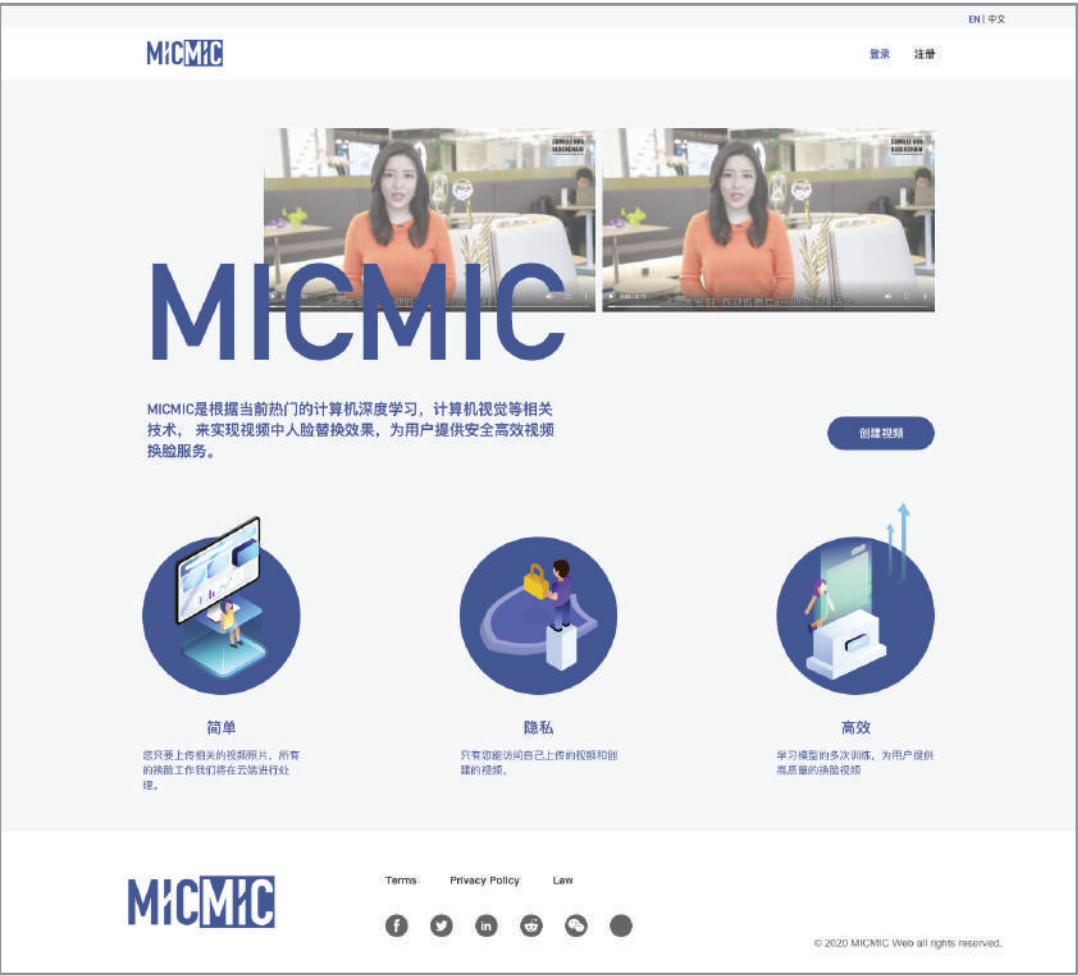 EN | 中文
MICMIC
登录 注册
MICMIC
MICMIC是根据当前热门的计算机深度学习，计算机视觉等相关
技术， 来实现视频中人脸替换效果，为用户提供安全高效视频
换脸服务。
创建视频
简单
您只要上传相关的视频照片，所有
的换脸工作我们将在云端进行处
理。
隐私
只有您能访问自己上传的视频和创
建的视频。
高效
学习模型的多次训练，为用户提供
高质量的换脸视频
MICMIC
Terms Privacy Policy Law
© 2020 MICMIC Web all rights reserved.